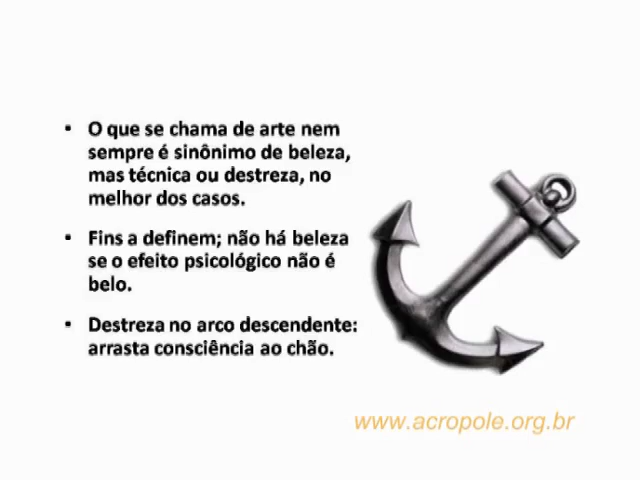 • O que se chama de arte nem
sempre é sinônimo de beleza,
mas técnica ou destreza, no
melhor dos casos.
• Fins a definem; não há beleza
se o efeito psicológico não é
belo.
• Destreza no arco descendente:
arrasta consciência ao chão.
www.acropole.org.br